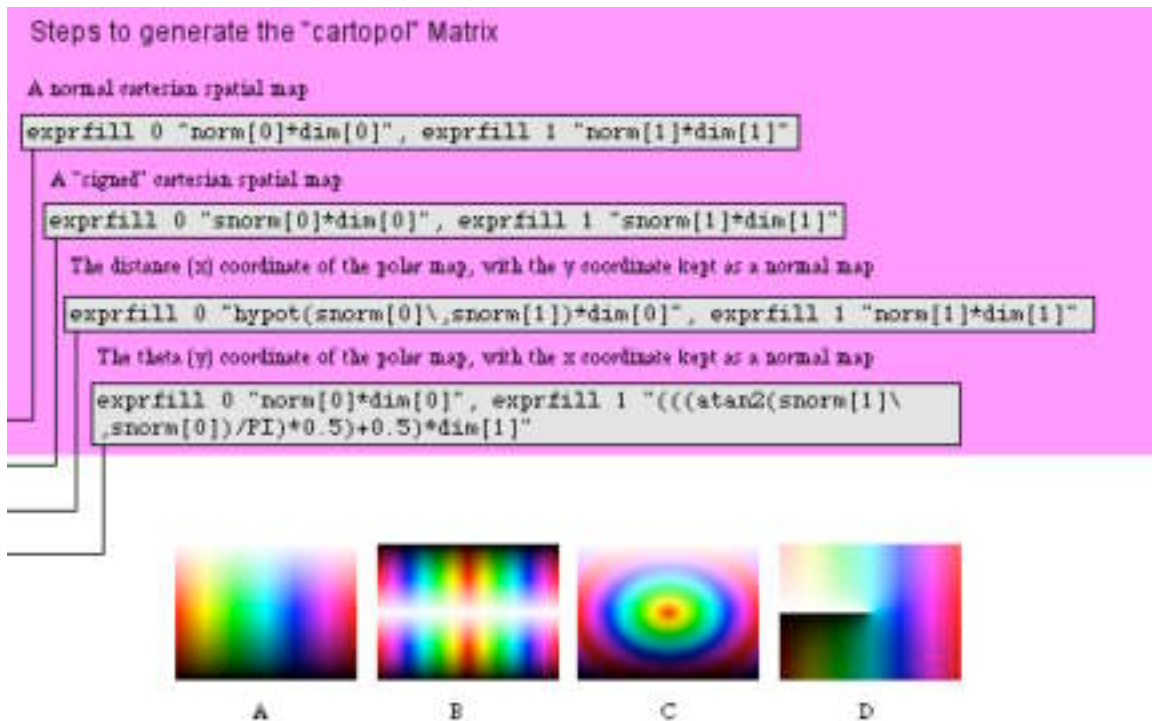 Steps to generate the "cartopol" Matrix
A normal cartesian spatial map
exprfill 0 "norm[0]*dim[0]", exprfill 1 "norm[1]*dim[1]"
A "signed" cartesian spatial map
exprfill 0 "snorm[0]*dim[0]", exprfill 1 "snorm[1]*dim[1]"
The distance (x) coordinate of the polar map, with the y coordinate kept as a normal map
exprfill 0 "hypot(snorm[0]\,snorm[1])*dim[0]", exprfill 1 "norm[1]*dim[1]"
The theta (y) coordinate of the polar map, with the x coordinate kept as a normal map
exprfill 0 "norm[0]*dim[0]", exprfill 1 "(((atan2(snorm[1]\
,snorm[0])/PI)*0.5)+0.5)*dim[1]"
A B C D